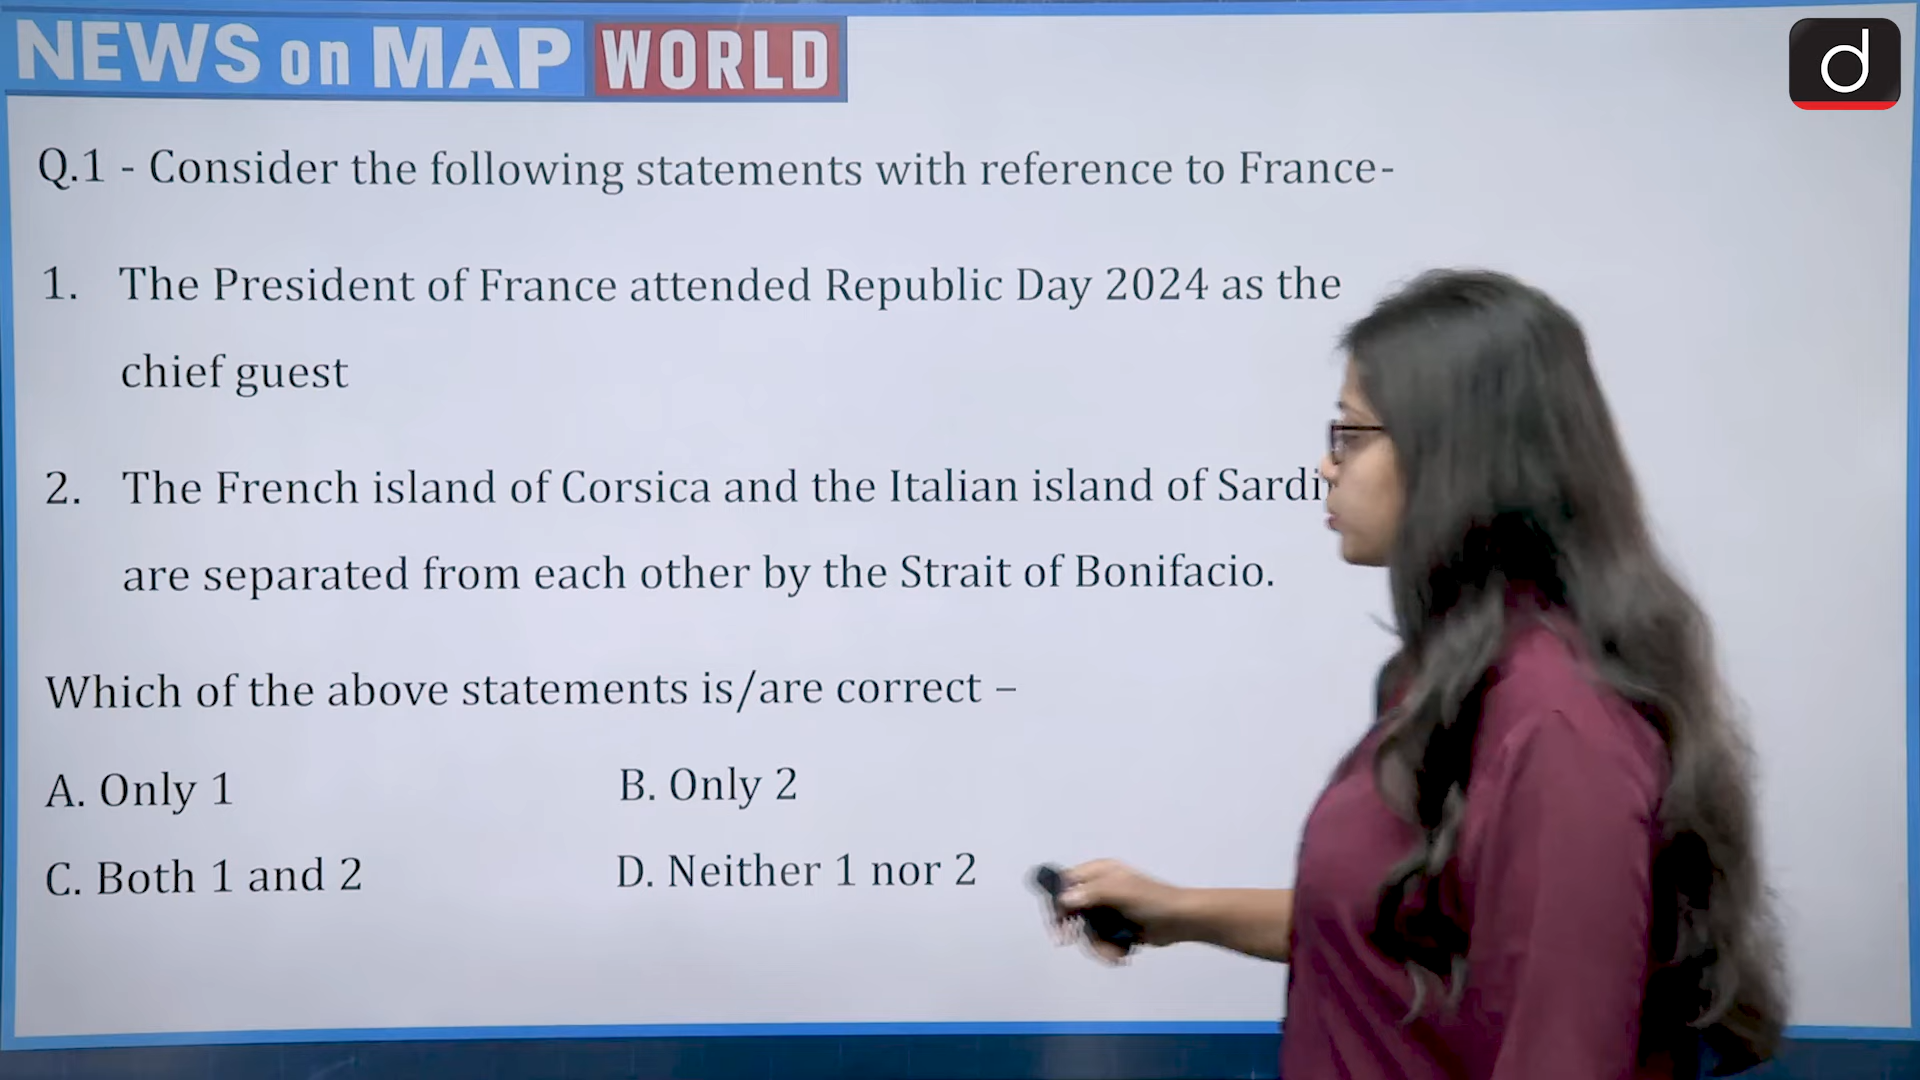 NEWS on MAP WORLD
d
Q.1 - Consider the following statements with reference to France-
1. The President of France attended Republic Day 2024 as the
chief guest
2. The French island of Corsica and the Italian island of
are separated from each other by the Strait of Bonifacio.
Which of the above statements is/are correct –
A. Only 1 B. Only 2
C. Both 1 and 2 D. Neither 1 nor 2